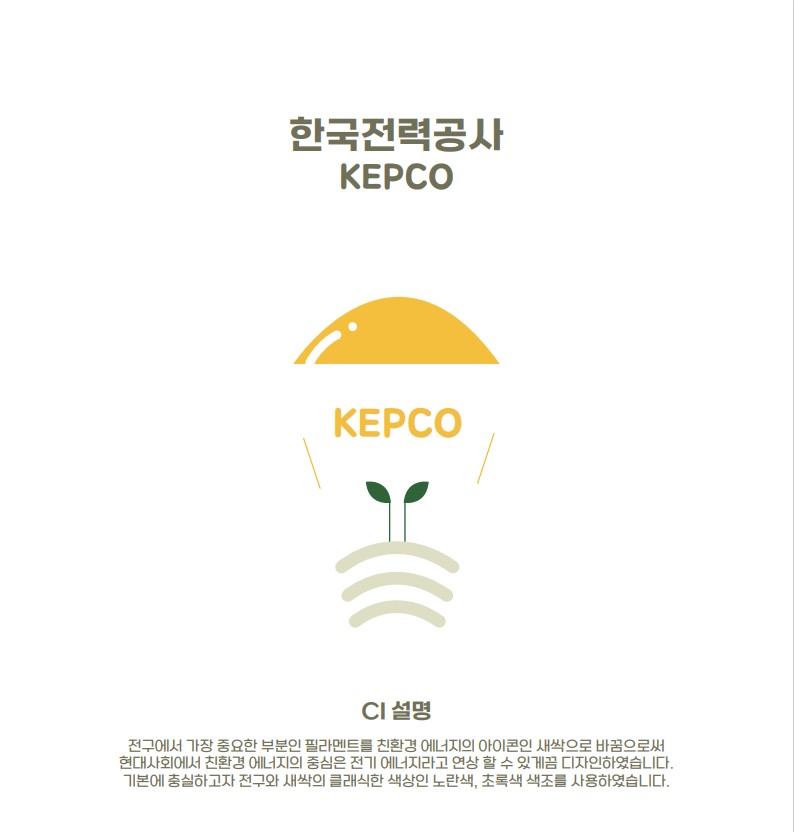 한국전력공사
KEPCO
KEPCO
CI 설명
전구에서 가장 중요한 부분인 필라멘트를 친환경 에너지의 아이콘인 새싹으로 바꿈으로써
현대사회에서 친환경 에너지의 중심은 전기 에너지라고 연상 할 수 있게끔 디자인하였습니다.
기본에 충실하고자 전구와 새싹의 클래식한 색상인 노란색, 초록색 색조를 사용하였습니다.